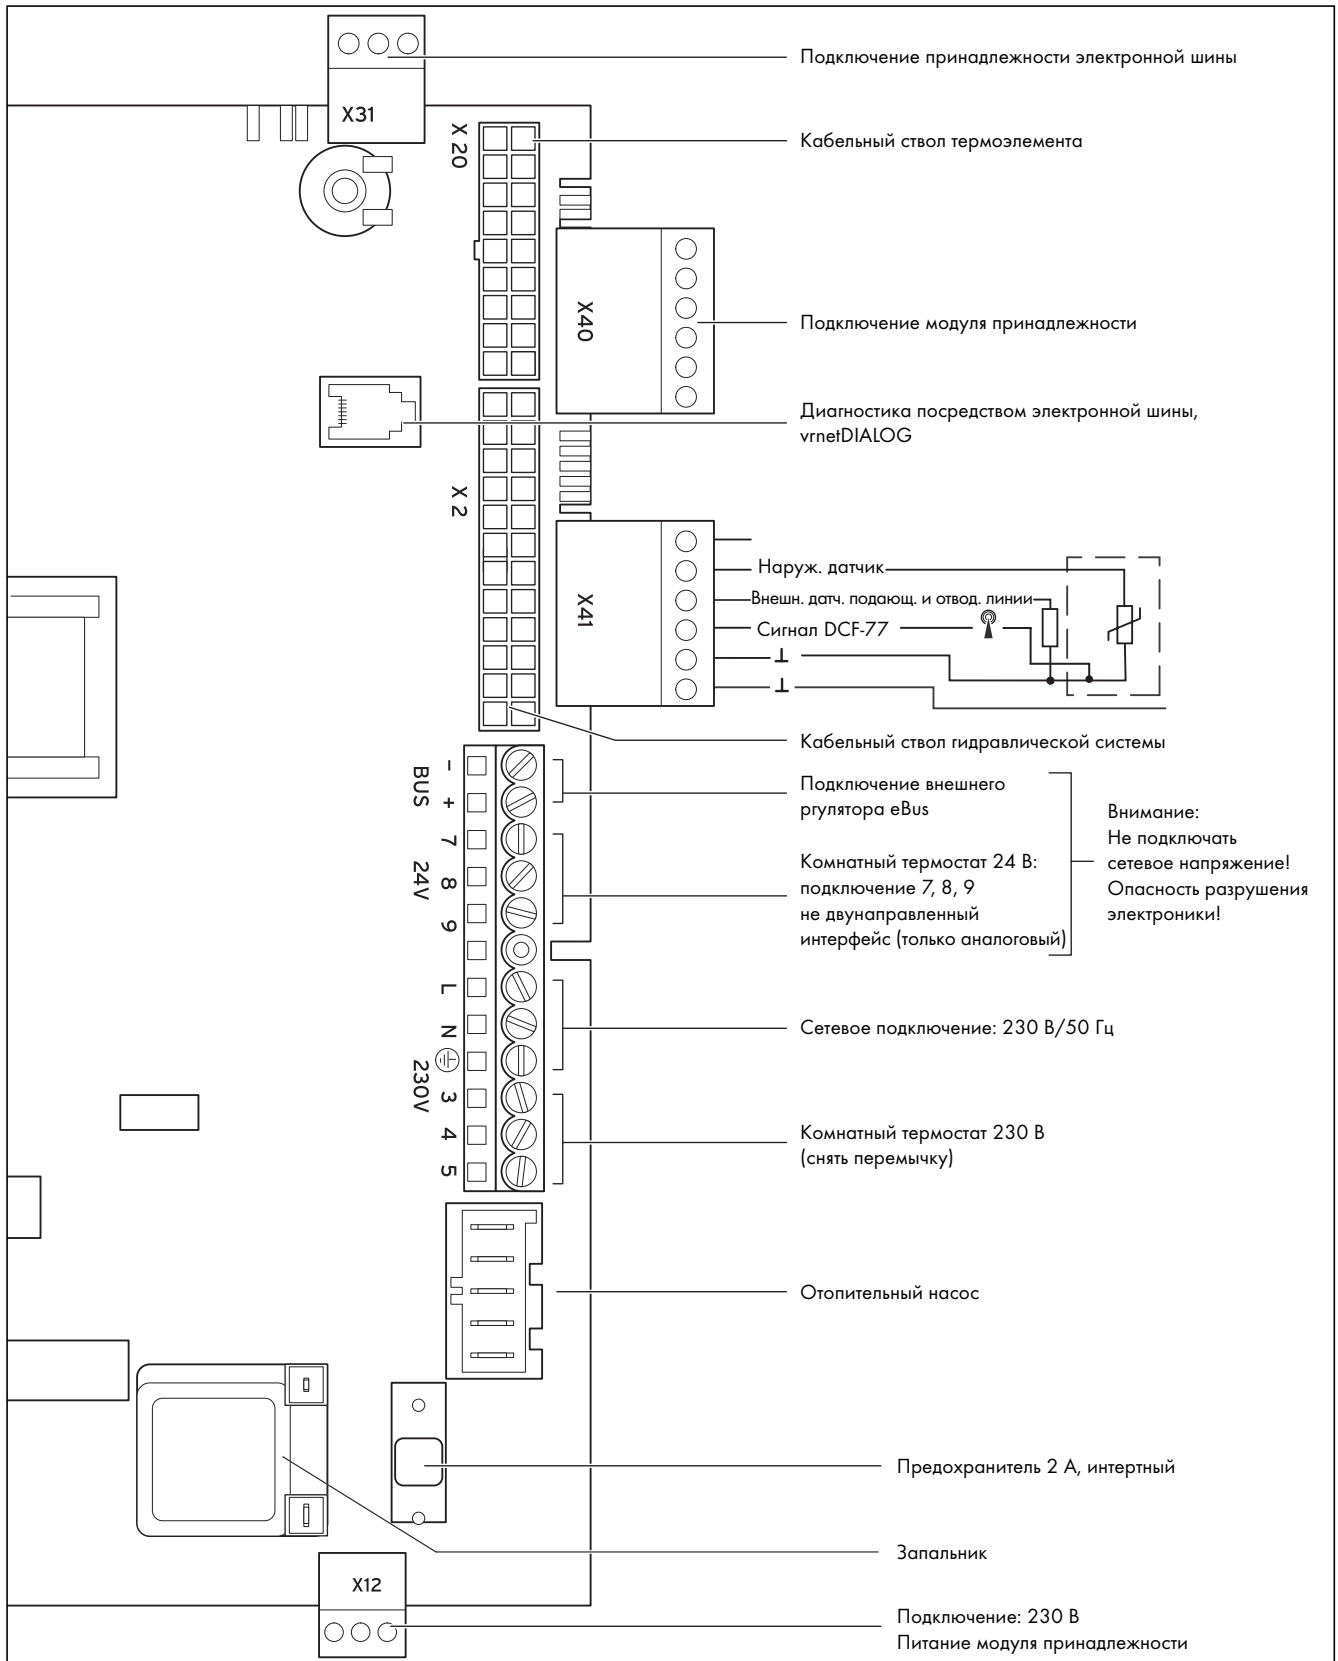 Подключение принадлежности электронной шины
X31
X 20
Кабельный ствол термоэлемента
X40
Подключение модуля принадлежности
Диагностика посредством электронной шины,
vrnetDIALOG
X 2
X41
Наруж. датчик
Внешн. датч. подающ. и отвод. линии
Сигнал DCF-77
Кабельный ствол гидравлической системы
BUS
-
+
Подключение внешнего
ргулятора eBus
24V
7
8
9
Комнатный термостат 24 В:
подключение 7, 8, 9
не двунаправленный
интерфейс (только аналоговый)
Внимание:
Не подключать
сетевое напряжение!
Опасность разрушения
электроники!
L
N
Сетевое подключение: 230 В/50 Гц
230V
3
4
5
Комнатный термостат 230 В
(снять перемычку)
Отопительный насос
Предохранитель 2 А, интертный
Запальник
X12
Подключение: 230 В
Питание модуля принадлежности